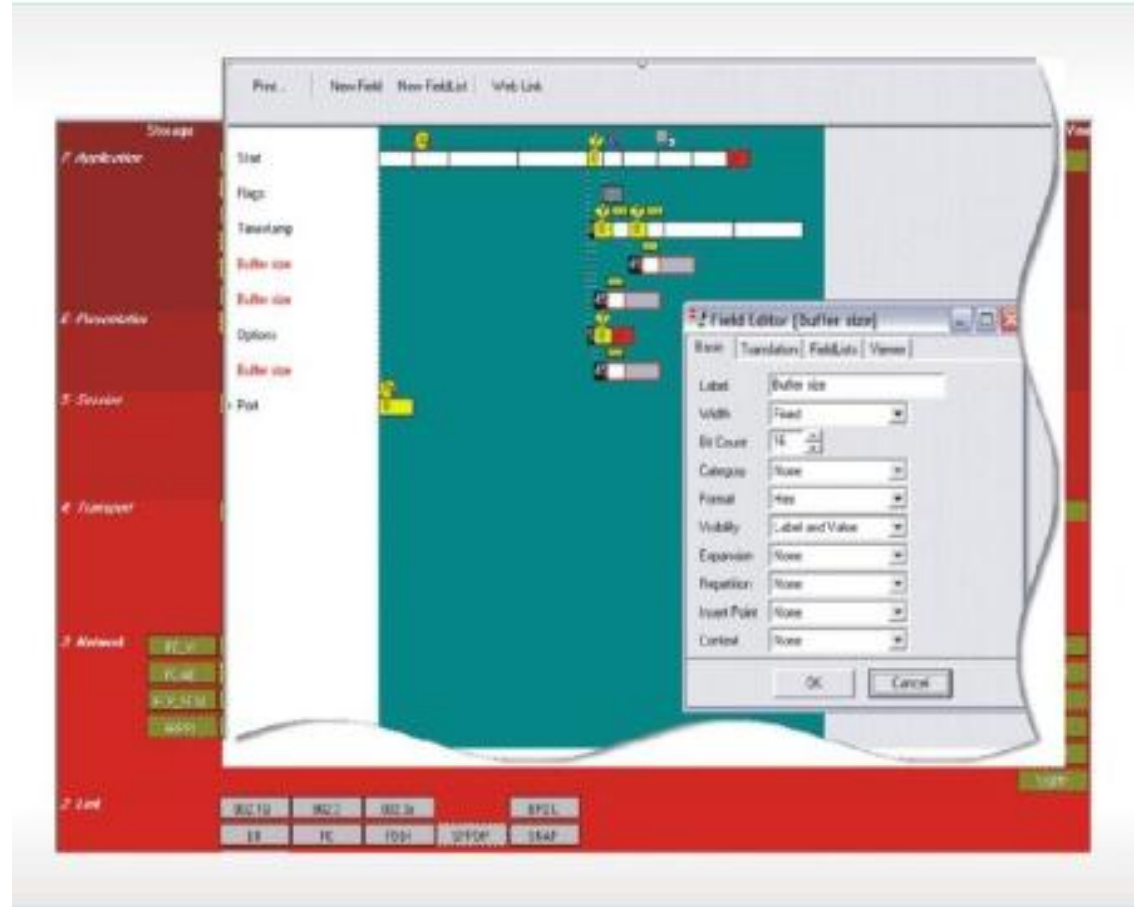 Print... New Field New FieldList Web Link
Storage
7 Application
Start
Flags
Timestamp
Buffer size
Buffer size
6 Presentation
Options
Buffer size
5 Session
Port
4 Transport
3 Network
2 Link
802.1Q 802.2 802.3x
FC FDDI SNAP
Field Editor [buffer size]
Basic Translators FieldLists Viewer
Label Buffer size
Width Fixed
Bit Count 16
Category None
Format Hex
Visibility Label and Value
Expansion None
Repetition None
Insert Point None
Context None
OK Cancel